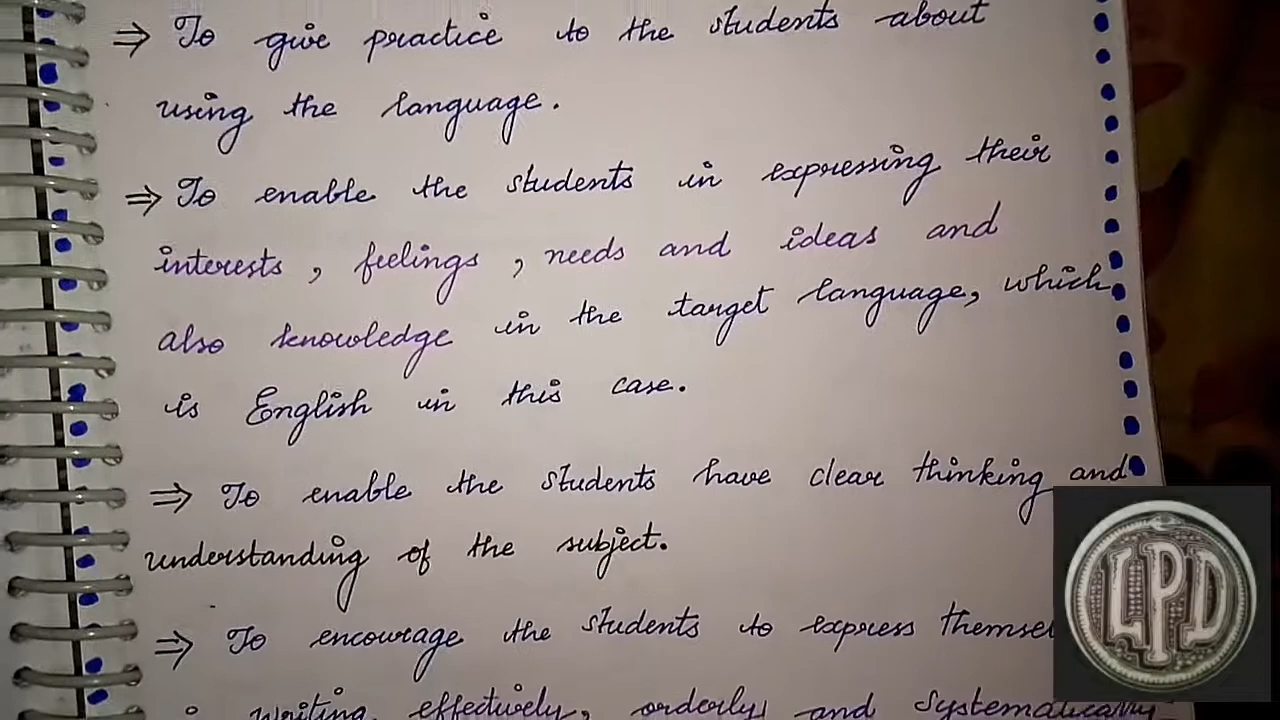 ⇒ To give practice to the students about
using the language.
⇒ To enable the students in expressing their
interests, feelings, needs and ideas and
also knowledge in the target language, which
is English in this case.
⇒ To enable the students have clear thinking and
understanding of the subject.
⇒ To encourage the students to express
writing effectively, orderly and systematically
LPD